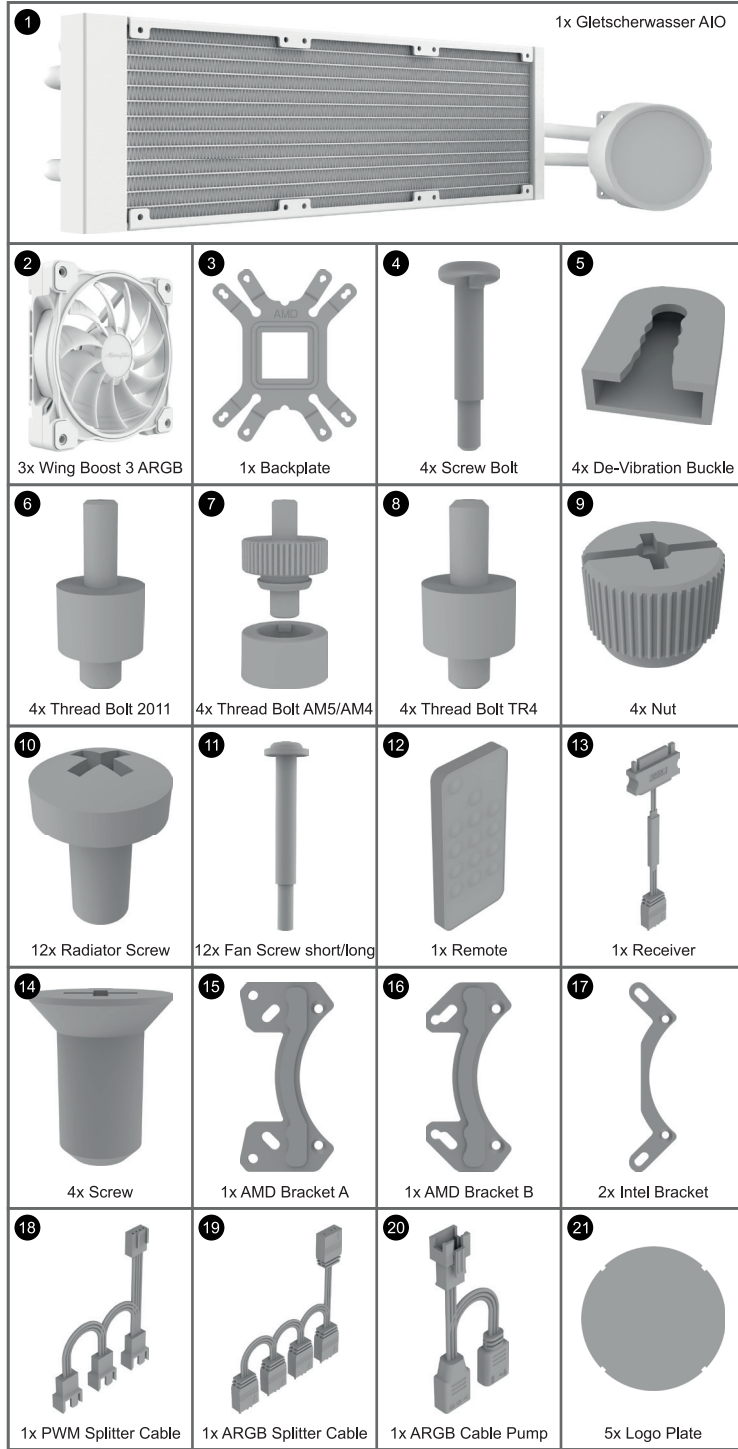 1
1x Gletscherwasser AIO
2
3x Wing Boost 3 ARGB
3
AMD
1x Backplate
4
4x Screw Bolt
5
4x De-Vibration Buckle
6
4x Thread Bolt 2011
7
4x Thread Bolt AM5/AM4
8
4x Thread Bolt TR4
9
4x Nut
10
12x Radiator Screw
11
12x Fan Screw short/long
12
1x Remote
13
1x Receiver
14
4x Screw
15
1x AMD Bracket A
16
1x AMD Bracket B
17
2x Intel Bracket
18
1x PWM Splitter Cable
19
1x ARGB Splitter Cable
20
1x ARGB Cable Pump
21
5x Logo Plate